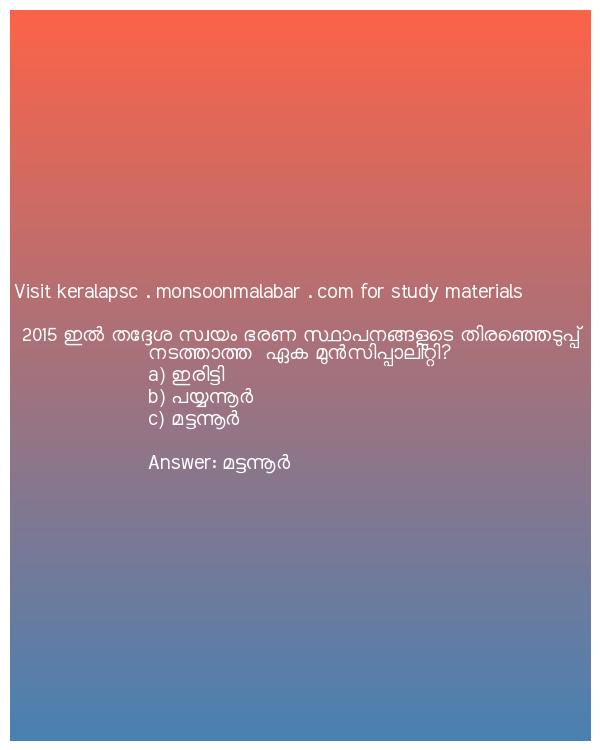 Visit keralapsc . monsoonmalabar . com for study materials
2015 ഇൽ തദ്ദേശ സ്വയം ഭരണ സ്ഥാപനങ്ങളുടെ തിരഞ്ഞെടുപ്പ്
നടത്താത്ത ഏക മുൻസിപ്പാലിറ്റി?
a) ഇരിട്ടി
b) പയ്യന്നൂർ
c) മട്ടന്നൂർ
Answer: മട്ടന്നൂർ